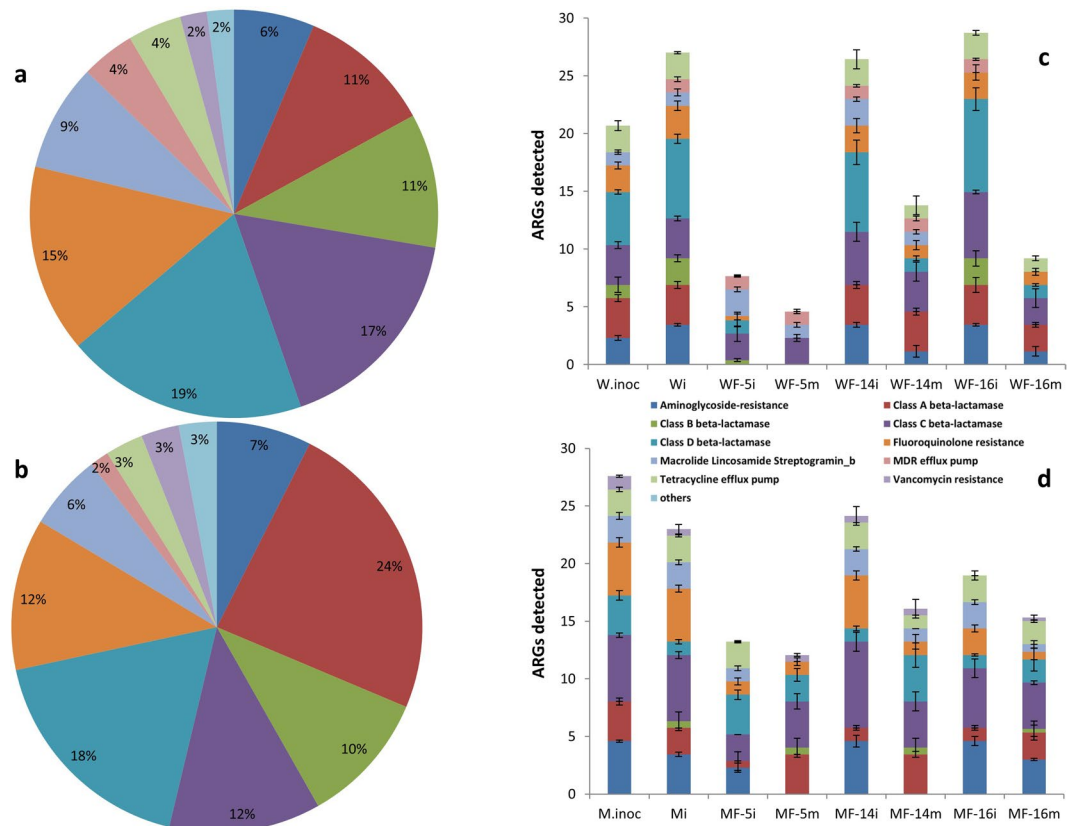 a
6%
11%
11%
17%
19%
15%
9%
4%
4%
2%
2%
b
7%
24%
10%
12%
18%
12%
6%
2%
3%
3%
3%
c
ARGs detected
30
25
20
15
10
5
0
W.inoc Wi WF-5i WF-5m WF-14i WF-14m WF-16i WF-16m
Aminoglycoside-resistance Class A beta-lactamase
Class B beta-lactamase Class C beta-lactamase
Class D beta-lactamase Fluoroquinolone resistance
Macrolide Lincosamide Streptogramin_b MDR efflux pump
Tetracycline efflux pump Vancomycin resistance
others
d
ARGs detected
30
25
20
15
10
5
0
M.inoc Mi MF-5i MF-5m MF-14i MF-14m MF-16i MF-16m